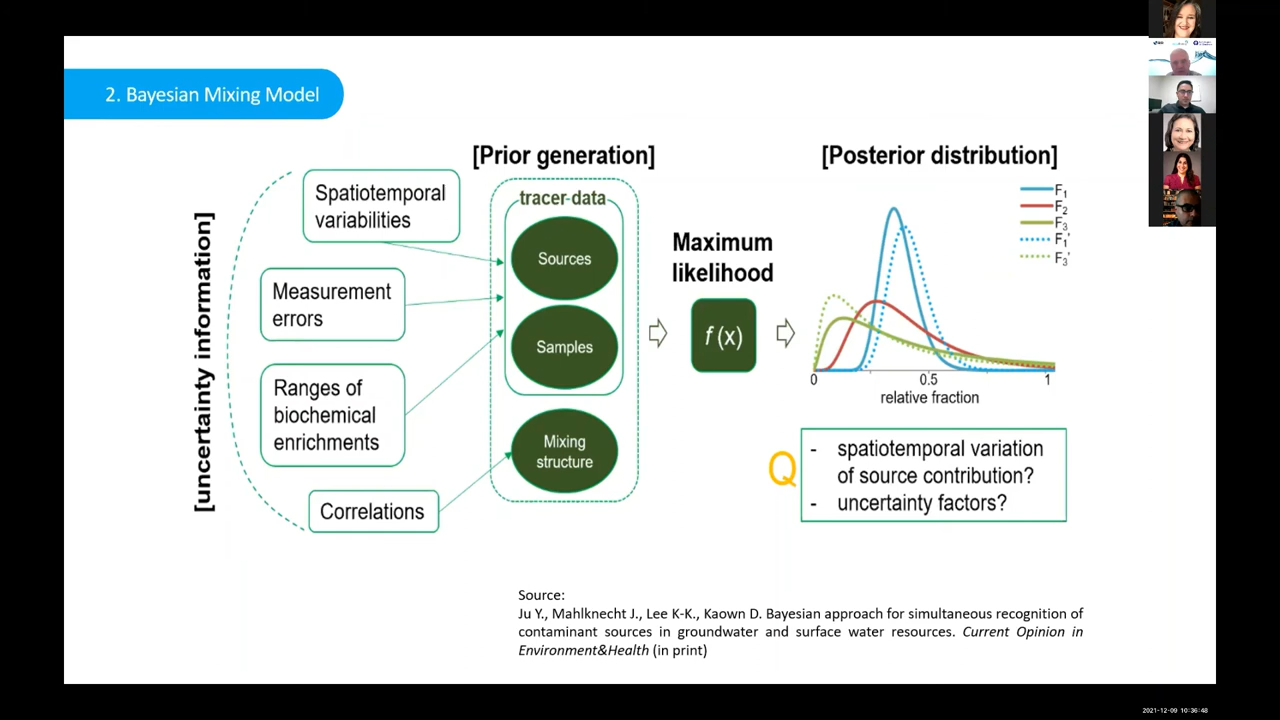 2. Bayesian Mixing Model
[Prior generation]
[Posterior distribution]
[uncertainty information]
Spatiotemporal
variabilities
Measurement
errors
Ranges of
biochemical
enrichments
Correlations
tracer data
Sources
Samples
Mixing
structure
Maximum
likelihood
f (x)
F1
F2
F3
F1'
F3'
0 0.5 1
relative fraction
Q
- spatiotemporal variation
of source contribution?
- uncertainty factors?
Source:
Ju Y., Mahlknecht J., Lee K-K., Kaown D. Bayesian approach for simultaneous recognition of
contaminant sources in groundwater and surface water resources. Current Opinion in
Environment&Health (in print)
2021-12-09 10:36:48